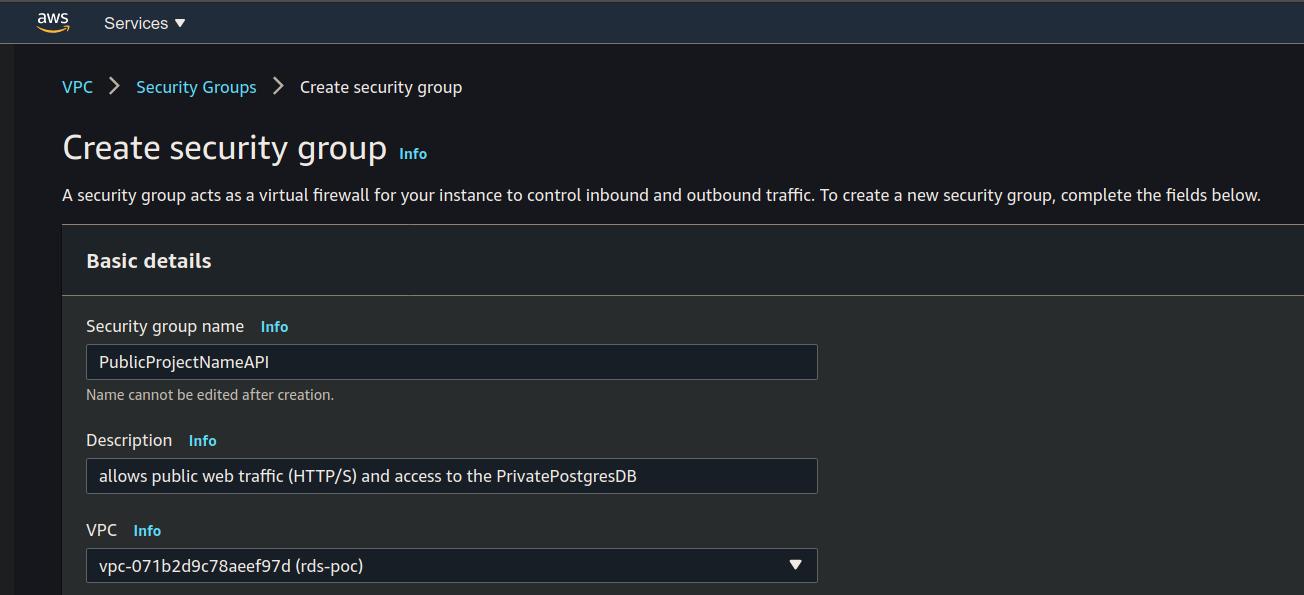 aws Services
VPC Security Groups Create security group
Create security group Info
A security group acts as a virtual firewall for your instance to control inbound and outbound traffic. To create a new security group, complete the fields below.
Basic details
Security group name Info
PublicProjectNameAPI
Name cannot be edited after creation.
Description Info
allows public web traffic (HTTP/S) and access to the PrivatePostgresDB
VPC Info
vpc-071b2d9c78aeef97d (rds-poc)